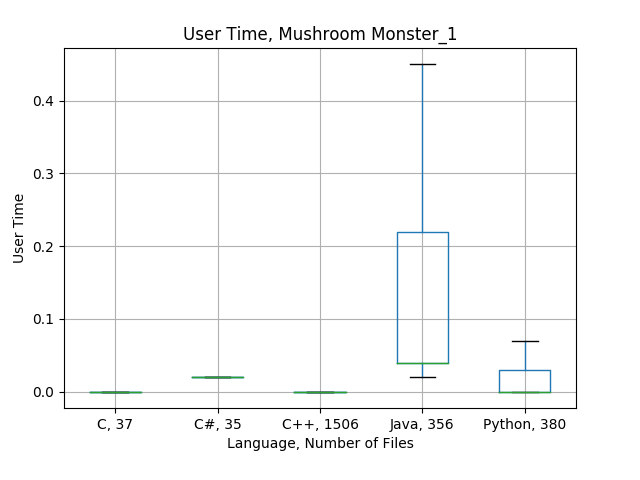 User Time, Mushroom Monster_1
User Time
0.4
0.3
0.2
0.1
0.0
C, 37
C#, 35
C++, 1506
Java, 356
Python, 380
Language, Number of Files